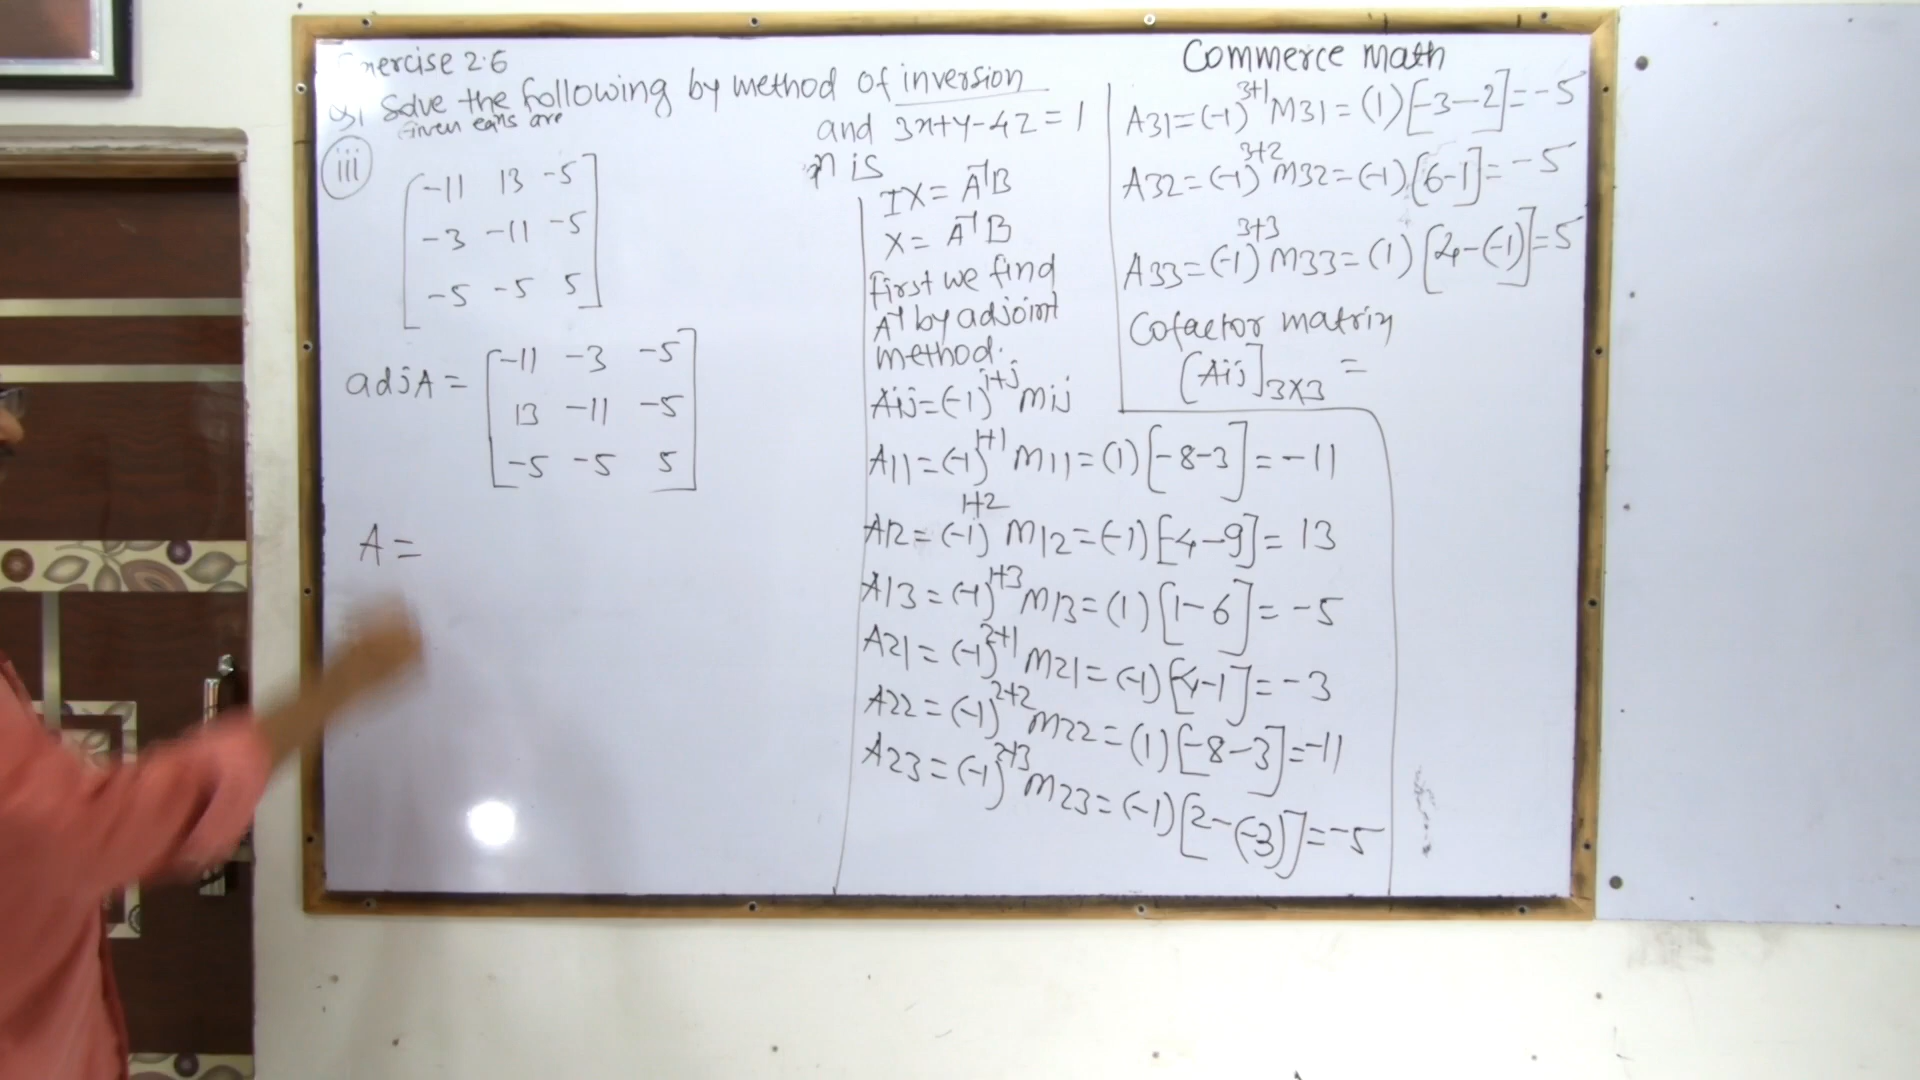 Exercise 2.6
Commerce Math
Q1 Solve the following by method of inversion
Given eqns are
and 3x+y-4z=1
iii
[-11 13 -5
-3 -11 -5
-5 -5 5]
adjA = [-11 -3 -5
13 -11 -5
-5 -5 5]
A =
n is
IX = A⁻¹B
X = A⁻¹B
First we find
A⁻¹ by adjoint
method.
Aij=(-1)^i+j Mij
A11=(-1)^1+1 M11=(1)[-8-3]=-11
A12=(-1)^1+2 M12=(-1)[-4-9]=13
A13=(-1)^1+3 M13=(1)[1-6]=-5
A21=(-1)^2+1 M21=(-1)[4-1]=-3
A22=(-1)^2+2 M22=(1)[-8-3]=-11
A23=(-1)^2+3 M23=(-1)[2-(-3)]=-5
A31=(-1)^3+1 M31=(1)[-3-2]=-5
A32=(-1)^3+2 M32=(-1)[6-1]=-5
A33=(-1)^3+3 M33=(1)[4-(-1)]=5
Cofactor matrix
[Aij]3x3 =